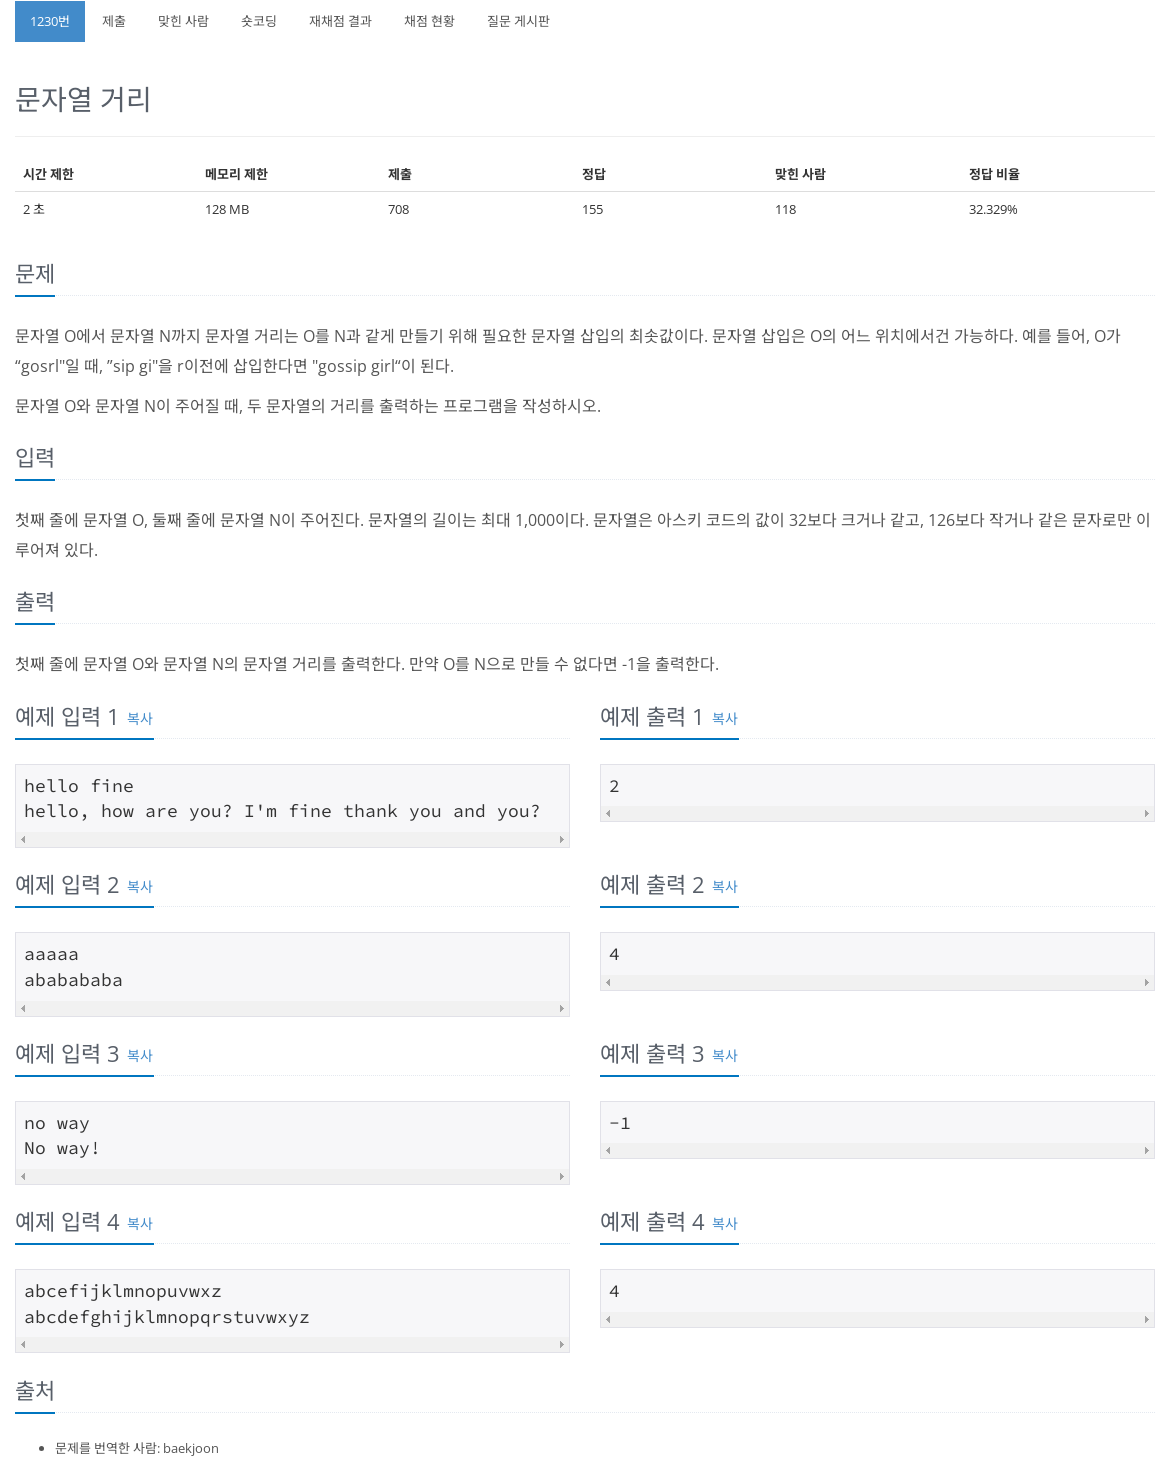 1230번 제출 맞힌 사람 숏코딩 재채점 결과 채점 현황 질문 게시판
문자열 거리
시간 제한 메모리 제한 제출 정답 맞힌 사람 정답 비율
2 초 128 MB 708 155 118 32.329%
문제
문자열 O에서 문자열 N까지 문자열 거리는 O를 N과 같게 만들기 위해 필요한 문자열 삽입의 최솟값이다. 문자열 삽입은 O의 어느 위치에서건 가능하다. 예를 들어, O가
“gosrl"일 때, ”sip gi"을 r이전에 삽입한다면 "gossip girl“이 된다.
문자열 O와 문자열 N이 주어질 때, 두 문자열의 거리를 출력하는 프로그램을 작성하시오.
입력
첫째 줄에 문자열 O, 둘째 줄에 문자열 N이 주어진다. 문자열의 길이는 최대 1,000이다. 문자열은 아스키 코드의 값이 32보다 크거나 같고, 126보다 작거나 같은 문자로만 이
루어져 있다.
출력
첫째 줄에 문자열 O와 문자열 N의 문자열 거리를 출력한다. 만약 O를 N으로 만들 수 없다면 -1을 출력한다.
예제 입력 1 복사
hello fine
hello, how are you? I'm fine thank you and you?
예제 출력 1 복사
2
예제 입력 2 복사
aaaaa
ababababa
예제 출력 2 복사
4
예제 입력 3 복사
no way
No way!
예제 출력 3 복사
-1
예제 입력 4 복사
abcefijklmnopuvwxz
abcdefghijklmnopqrstuvwxyz
예제 출력 4 복사
4
출처
문제를 번역한 사람: baekjoon